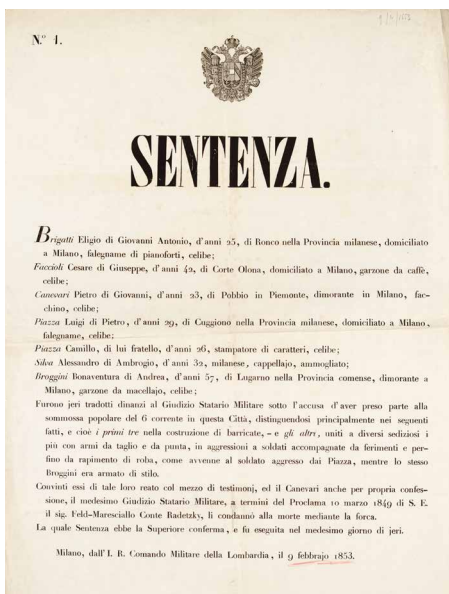 N.º 1.
SENTENZA.
Brigatti Eligio di Giovanni Antonio, d'anni 25, di Ronco nella Provincia milanese, domiciliato
a Milano, falegname di pianoforti, celibe;
Faccioli Cesare di Giuseppe, d'anni 42, di Corte Olona, domiciliato a Milano, garzone da caffè,
celibe;
Canevari Pietro di Giovanni, d'anni 23, di Pobbio in Piemonte, dimorante in Milano, fac-
chino, celibe;
Piazza Luigi di Pietro, d'anni 29, di Cuggiono nella Provincia milanese, domiciliato a Milano,
falegname, celibe;
Piazza Camillo, di lui fratello, d'anni 26, stampatore di caratteri, celibe;
Silva Alessandro di Ambrogio, d'anni 32, milanese, cappellajo, ammogliato;
Broggini Bonaventura di Andrea, d'anni 57, di Lugarno nella Provincia comense, dimorante a
Milano, garzone da macellajo, celibe;
Furono jeri tradotti dinanzi al Giudizio Statario Militare sotto l'accusa d'aver preso parte alla
sommossa popolare del 6 corrente in questa Città, distinguendosi principalmente nei seguenti
fatti, e cioè i primi tre nella costruzione di barricate, - e gli altri, uniti a diversi sediziosi i
più con armi da taglio e da punta, in aggressioni a soldati accompagnate da ferimenti e per-
fino da rapimento di roba, come avvenne al soldato aggresso dai Piazza, mentre lo stesso
Broggini era armato di stilo.
Convinti essi di tale loro reato col mezzo di testimonj, ed il Canevari anche per propria confes-
sione, il medesimo Giudizio Statario Militare, a termini del Proclama 10 marzo 1849 di S. E.
il sig. Feld-Maresciallo Conte Radetzky, li condannò alla morte mediante la forca.
La quale Sentenza ebbe la Superiore conferma, e fu eseguita nel medesimo giorno di jeri.
Milano, dall'I. R. Comando Militare della Lombardia, il 9 febbrajo 1853.